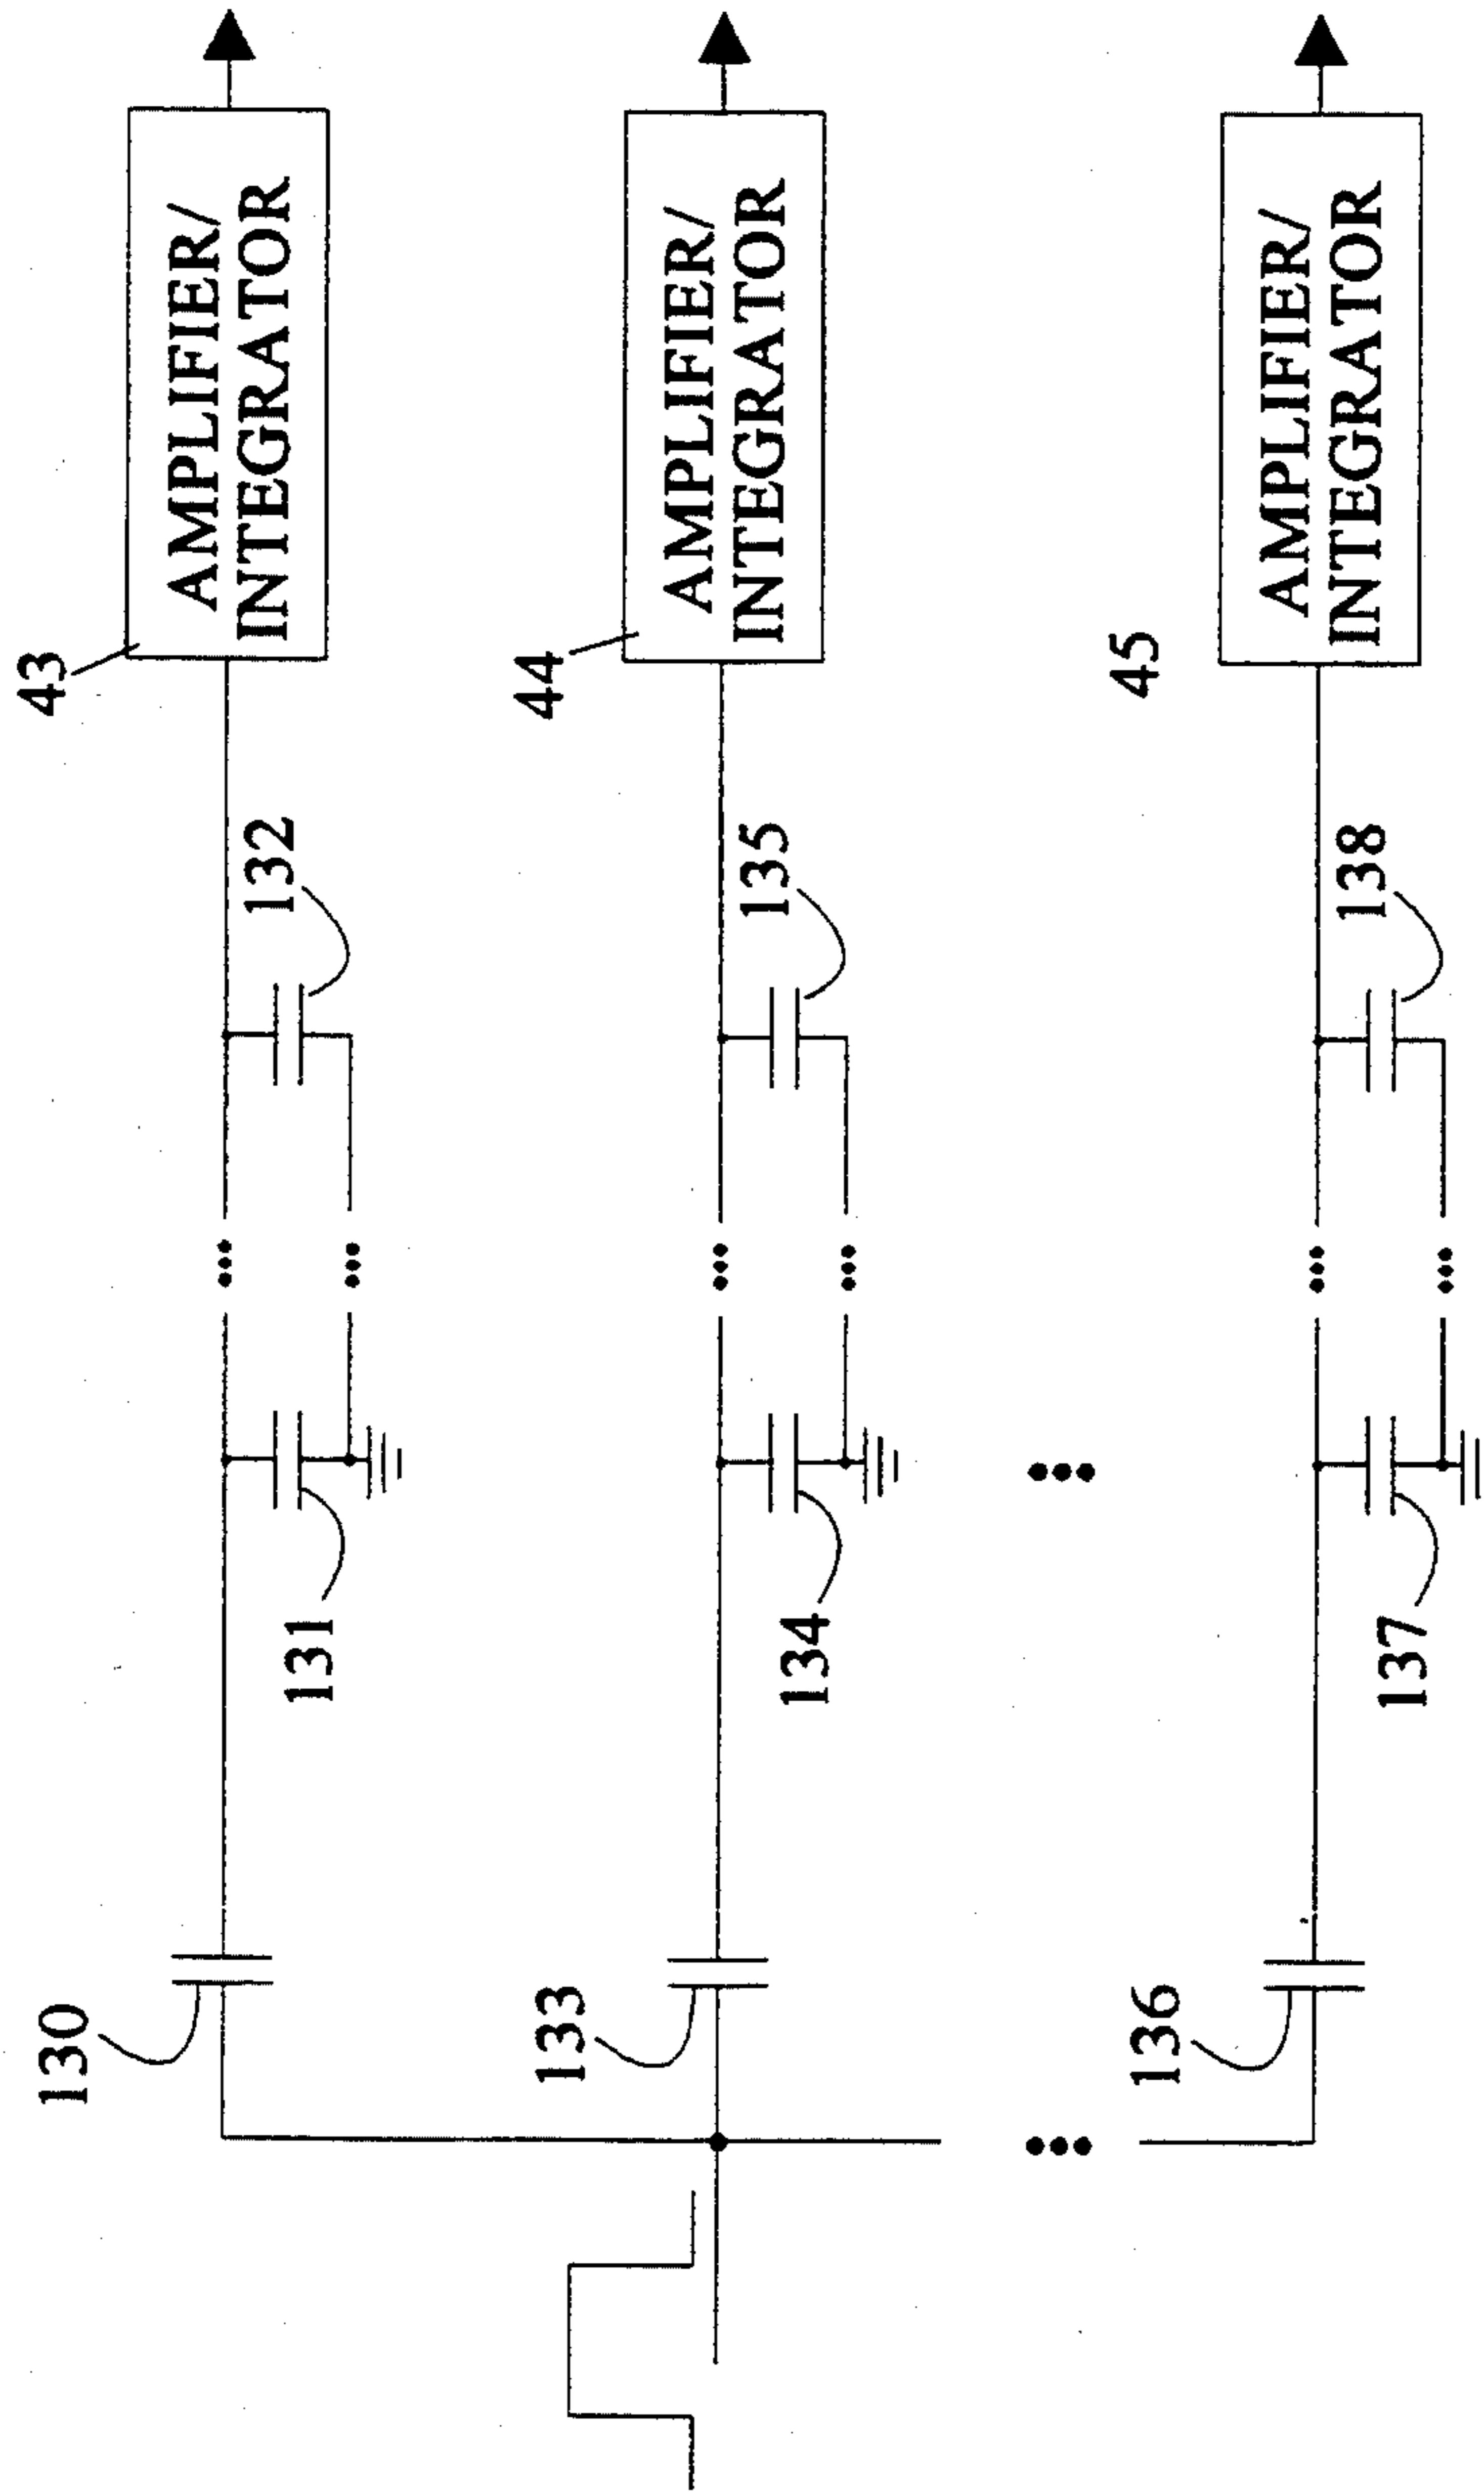 43
AMPLIFIER/
INTEGRATOR
130
131
132
44
AMPLIFIER/
INTEGRATOR
133
134
135
45
AMPLIFIER/
INTEGRATOR
136
137
138